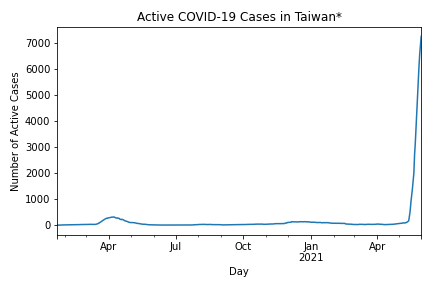 Active COVID-19 Cases in Taiwan*
Number of Active Cases
7000
6000
5000
4000
3000
2000
1000
0
Apr
Jul
Oct
Jan
2021
Apr
Day